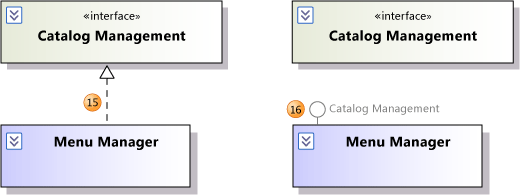 «interface»
Catalog Management
15
Menu Manager
«interface»
Catalog Management
16 Catalog Management
Menu Manager